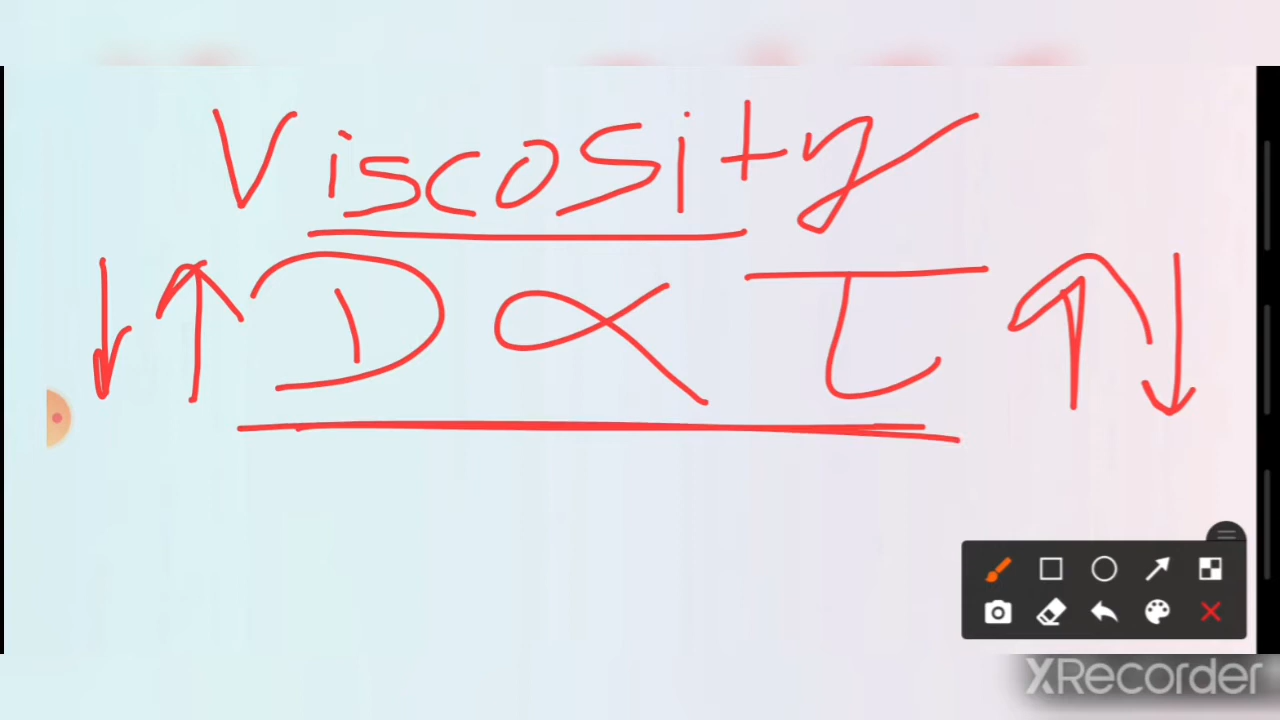 Viscosity
↓ ↑ D ∝ τ ↑ ↓
XRecorder